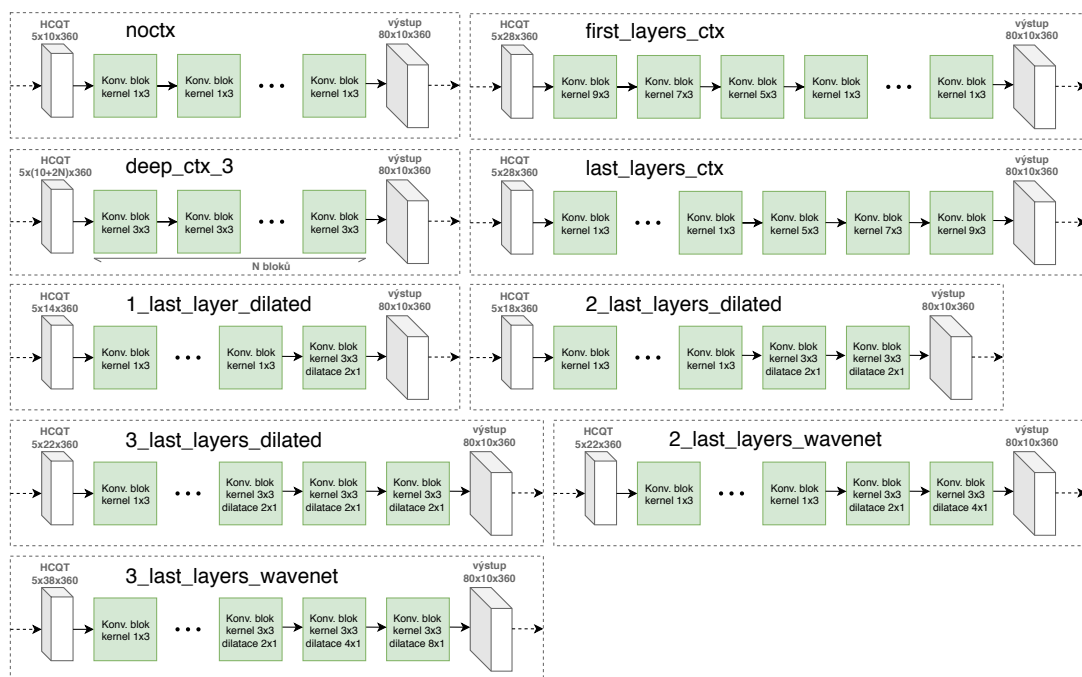 noctx
HCQT
5x10x360
Konv. blok
kernel 1x3
Konv. blok
kernel 1x3
Konv. blok
kernel 1x3
výstup
80x10x360
first_layers_ctx
HCQT
5x28x360
Konv. blok
kernel 9x3
Konv. blok
kernel 7x3
Konv. blok
kernel 5x3
Konv. blok
kernel 1x3
Konv. blok
kernel 1x3
výstup
80x10x360
deep_ctx_3
HCQT
5x(10+2N)x360
Konv. blok
kernel 3x3
Konv. blok
kernel 3x3
Konv. blok
kernel 3x3
N bloků
výstup
80x10x360
last_layers_ctx
HCQT
5x28x360
Konv. blok
kernel 1x3
Konv. blok
kernel 1x3
Konv. blok
kernel 5x3
Konv. blok
kernel 7x3
Konv. blok
kernel 9x3
výstup
80x10x360
1_last_layer_dilated
HCQT
5x14x360
Konv. blok
kernel 1x3
Konv. blok
kernel 1x3
Konv. blok
kernel 3x3
dilatace 2x1
výstup
80x10x360
2_last_layers_dilated
HCQT
5x18x360
Konv. blok
kernel 1x3
Konv. blok
kernel 1x3
Konv. blok
kernel 3x3
dilatace 2x1
Konv. blok
kernel 3x3
dilatace 2x1
výstup
80x10x360
3_last_layers_dilated
HCQT
5x22x360
Konv. blok
kernel 1x3
Konv. blok
kernel 3x3
dilatace 2x1
Konv. blok
kernel 3x3
dilatace 2x1
Konv. blok
kernel 3x3
dilatace 2x1
výstup
80x10x360
2_last_layers_wavenet
HCQT
5x22x360
Konv. blok
kernel 1x3
Konv. blok
kernel 1x3
Konv. blok
kernel 3x3
dilatace 2x1
Konv. blok
kernel 3x3
dilatace 4x1
výstup
80x10x360
3_last_layers_wavenet
HCQT
5x38x360
Konv. blok
kernel 1x3
Konv. blok
kernel 3x3
dilatace 2x1
Konv. blok
kernel 3x3
dilatace 4x1
Konv. blok
kernel 3x3
dilatace 8x1
výstup
80x10x360